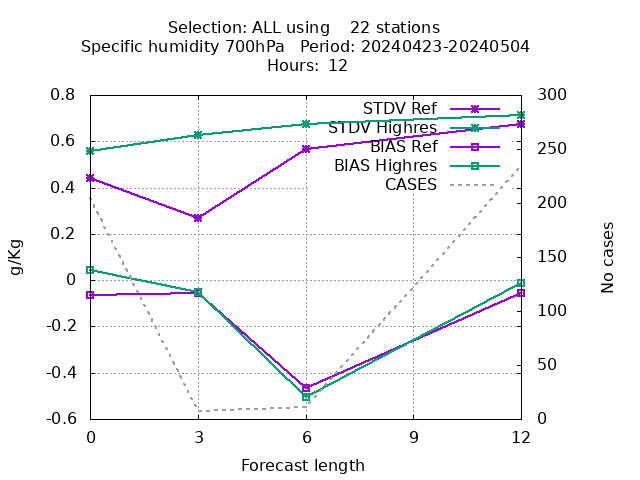 Selection: ALL using    22 stations
Specific humidity 700hPa   Period: 20240423-20240504
Hours: 12
STDV Ref
STDV Highres
BIAS Ref
BIAS Highres
CASES
0.8
0.6
0.4
0.2
0
-0.2
-0.4
-0.6
g/Kg
300
250
200
150
100
50
0
No cases
0 3 6 9 12
Forecast length